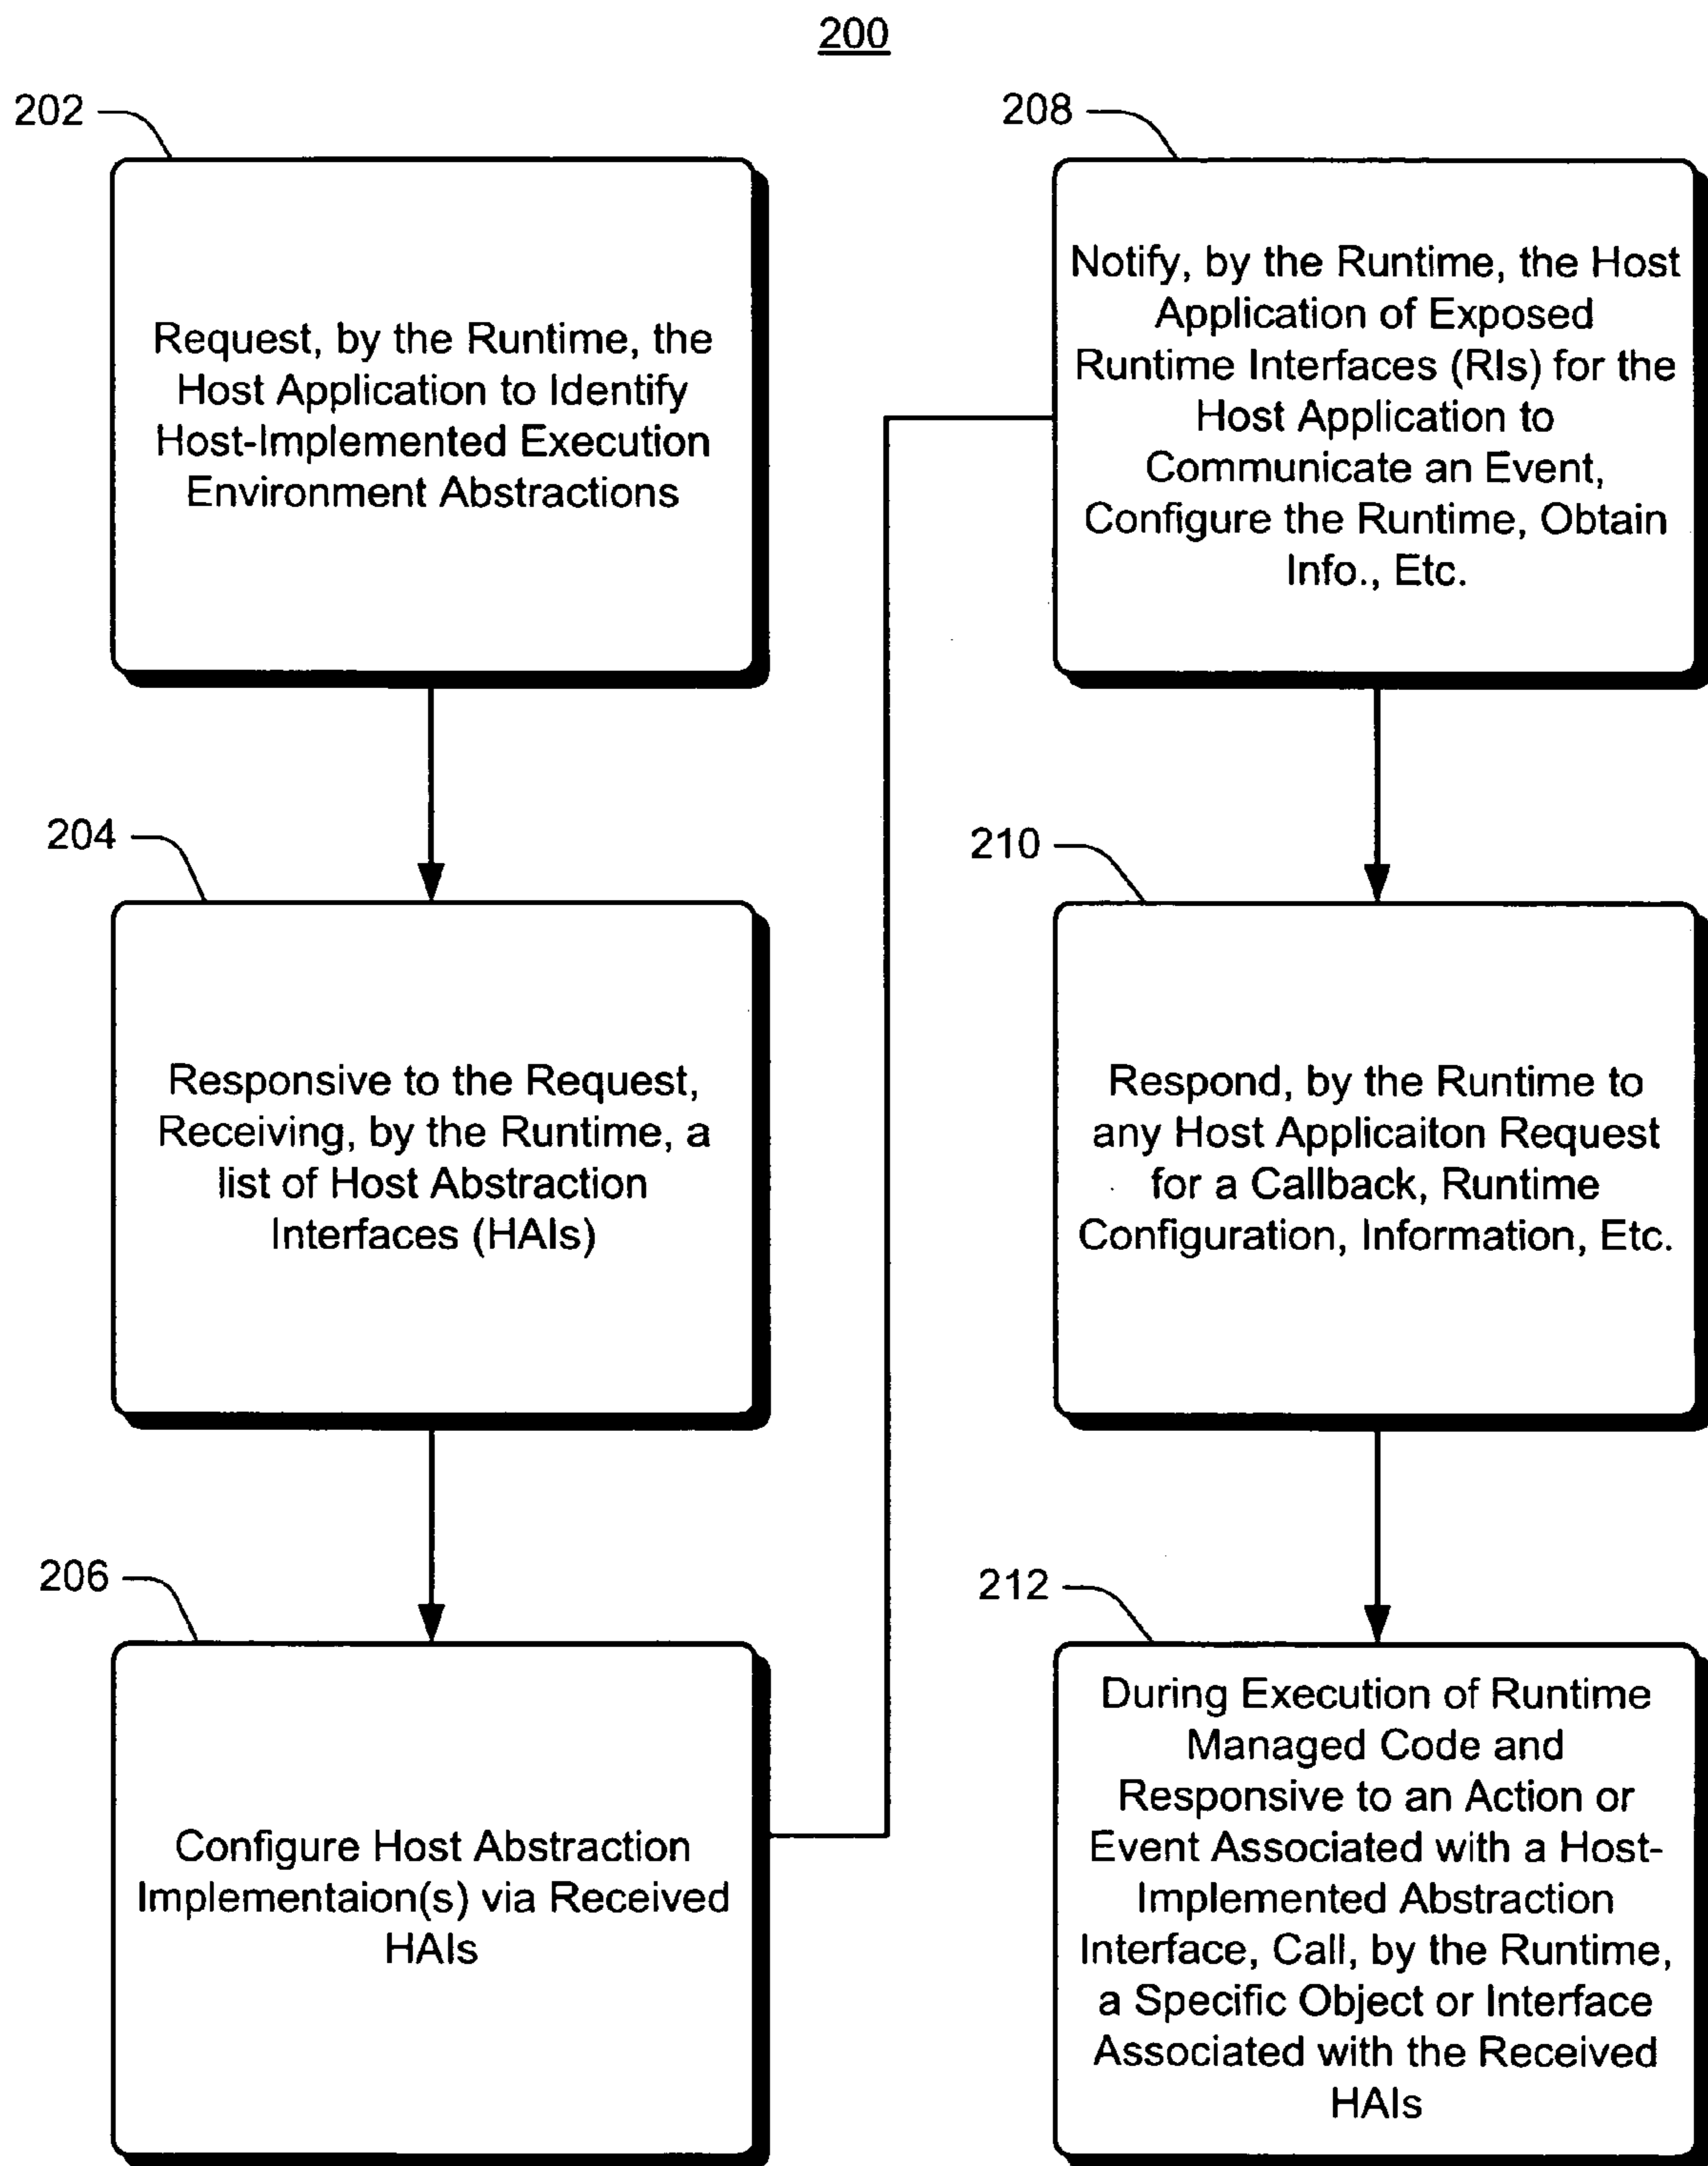 200
202
Request, by the Runtime, the
Host Application to Identify
Host-Implemented Execution
Environment Abstractions
204
Responsive to the Request,
Receiving, by the Runtime, a
list of Host Abstraction
Interfaces (HAIs)
206
Configure Host Abstraction
Implementaion(s) via Received
HAIs
208
Notify, by the Runtime, the Host
Application of Exposed
Runtime Interfaces (RIs) for the
Host Application to
Communicate an Event,
Configure the Runtime, Obtain
Info., Etc.
210
Respond, by the Runtime to
any Host Applicaiton Request
for a Callback, Runtime
Configuration, Information, Etc.
212
During Execution of Runtime
Managed Code and
Responsive to an Action or
Event Associated with a Host-
Implemented Abstraction
Interface, Call, by the Runtime,
a Specific Object or Interface
Associated with the Received
HAIs